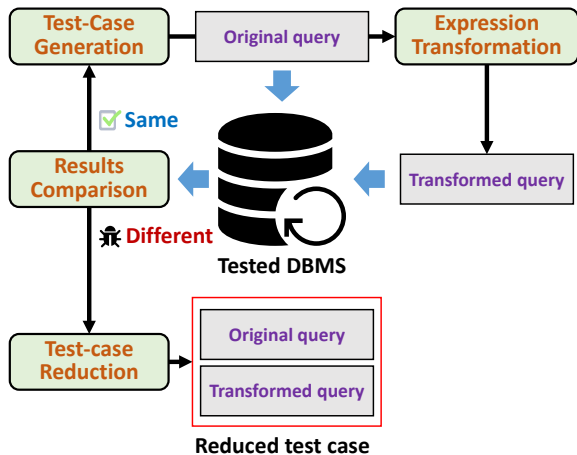 Test-Case
Generation
Original query
Expression
Transformation
Same
Results
Comparison
Transformed query
Different
Tested DBMS
Test-case
Reduction
Original query
Transformed query
Reduced test case